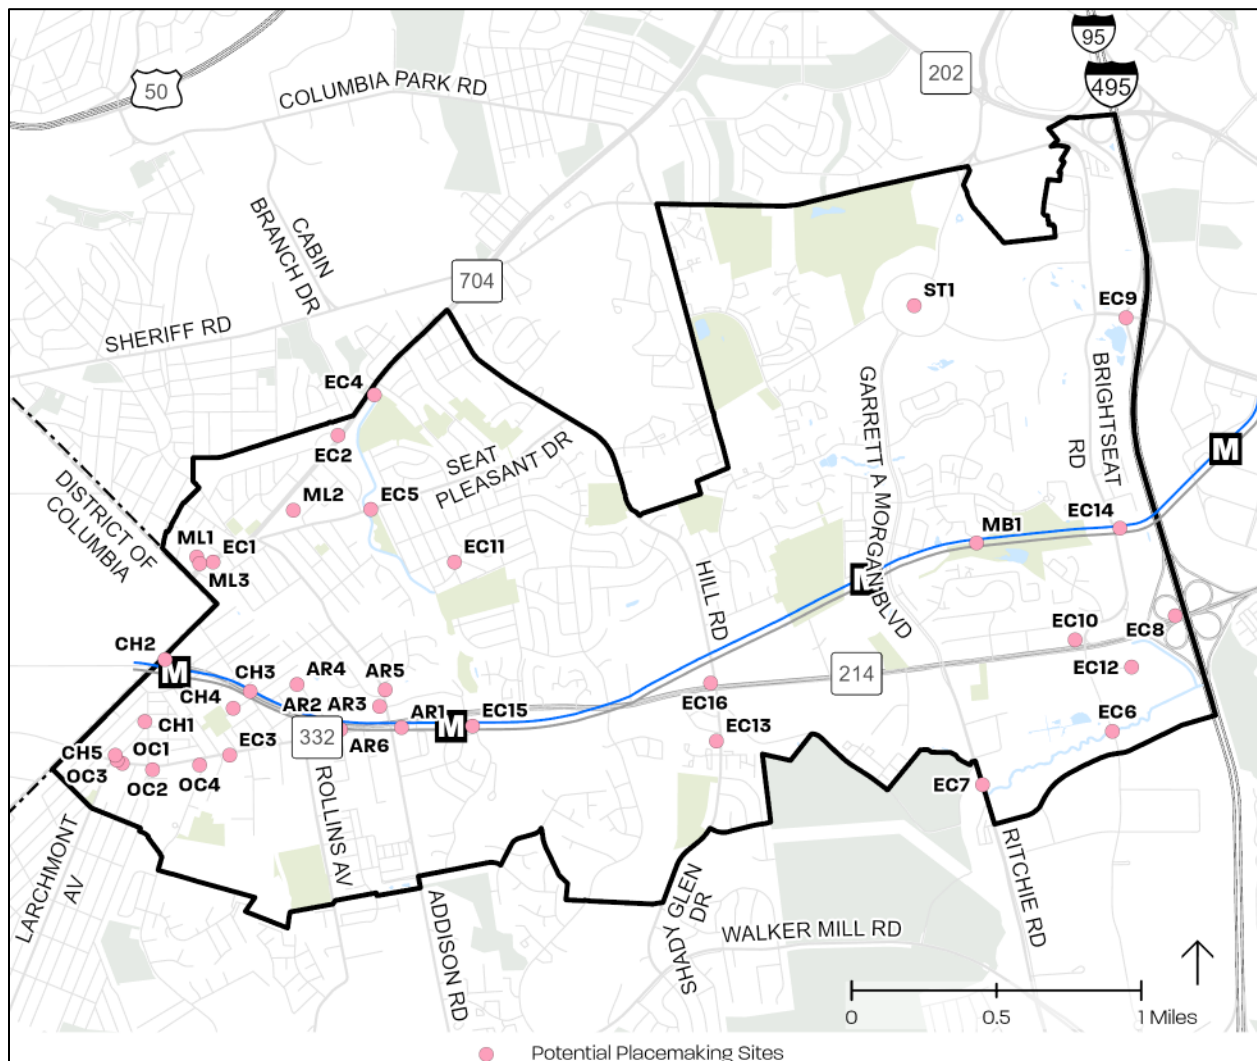 95
495
202
50
COLUMBIA PARK RD
CABIN
BRANCH DR
704
SHERIFF RD
ST1
EC9
EC4
GARRETT A MORGAN BLVD
BRIGHTSEAT
RD
EC2
SEAT
PLEASANT DR
M
DISTRICT OF
COLUMBIA
ML2
EC5
EC14
MB1
ML1
EC1
EC11
ML3
HILL RD
M
CH2
M
CH3
AR4
AR5
EC10
EC8
214
EC12
CH4
AR2
AR3
EC16
CH1
AR1
M
EC15
EC13
EC6
332
AR6
CH5
OC1
EC3
OC3
OC2
OC4
EC7
ROLLINS AV
LARCHMONT
AV
ADDISON RD
SHADY GLEN
DR
WALKER MILL RD
RITCHIE RD
0
0.5
1 Miles
Potential Placemaking Sites